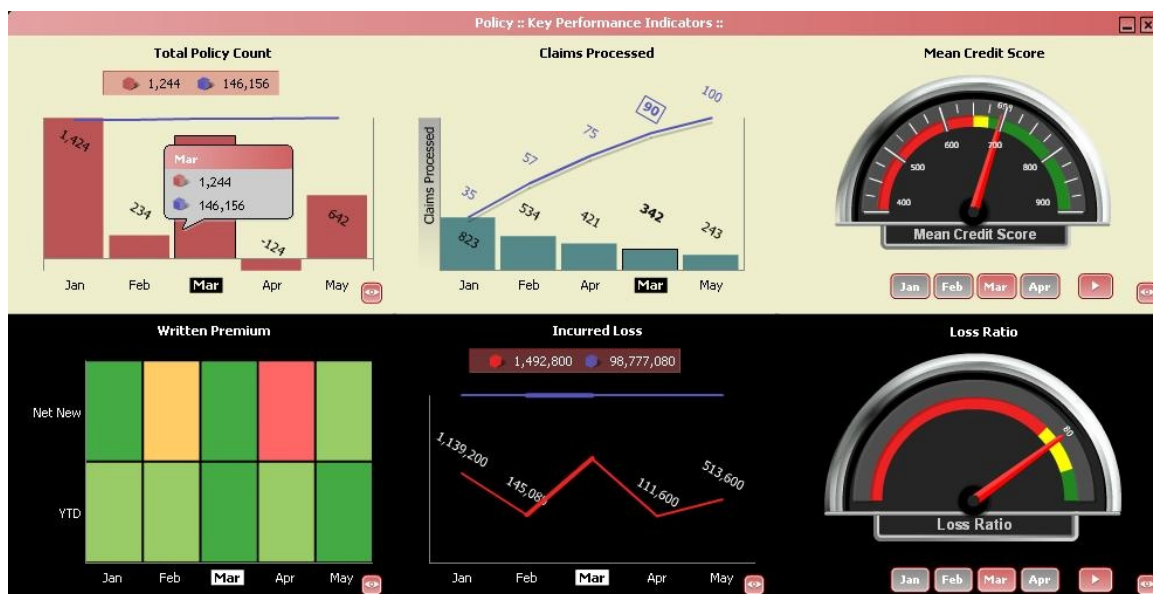 Policy :: Key Performance Indicators ::
Total Policy Count
1,244 146,156
1,424
234
Mar
1,244
146,156
-124
642
Jan Feb Mar Apr May
Claims Processed
Claims Processed
35
57
75
90
100
823
534
421
342
243
Jan Feb Mar Apr May
Mean Credit Score
400
500
600
700
800
900
Mean Credit Score
Jan Feb Mar Apr
Written Premium
Net New
YTD
Jan Feb Mar Apr May
Incurred Loss
1,492,800 98,777,080
1,139,200
145,080
111,600
513,600
Jan Feb Mar Apr May
Loss Ratio
80
Loss Ratio
Jan Feb Mar Apr